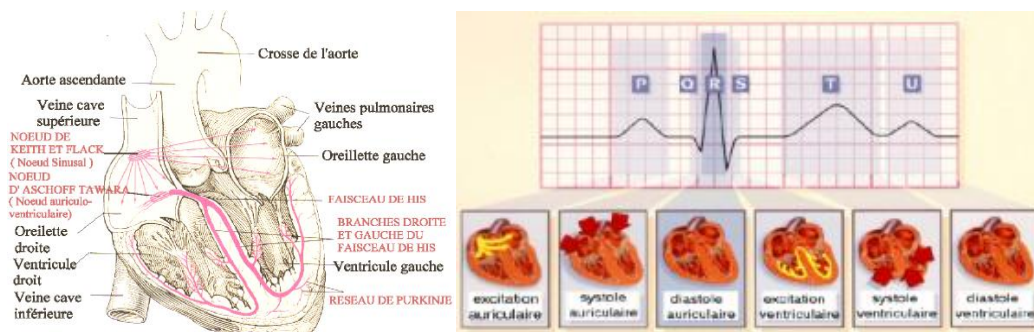 Crosse de l'aorte
Aorte ascendante
Veine cave
supérieure
Veines pulmonaires
gauches
NOEUD DE
KEITH ET FLACK
( Noeud Sinusal )
Oreillette gauche
NOEUD
D' ASCHOFF TAWARA
( Noeud auriculo-
ventriculaire)
FAISCEAU DE HIS
BRANCHES DROITE
ET GAUCHE DU
FAISCEAU DE HIS
Oreilette
droite
Ventricule
droit
Ventricule gauche
Veine cave
inférieure
RESEAU DE PURKINJE
P Q R S T U
excitation
auriculaire
systole
auriculaire
diastole
auriculaire
excitation
ventriculaire
systole
ventriculaire
diastole
ventriculaire